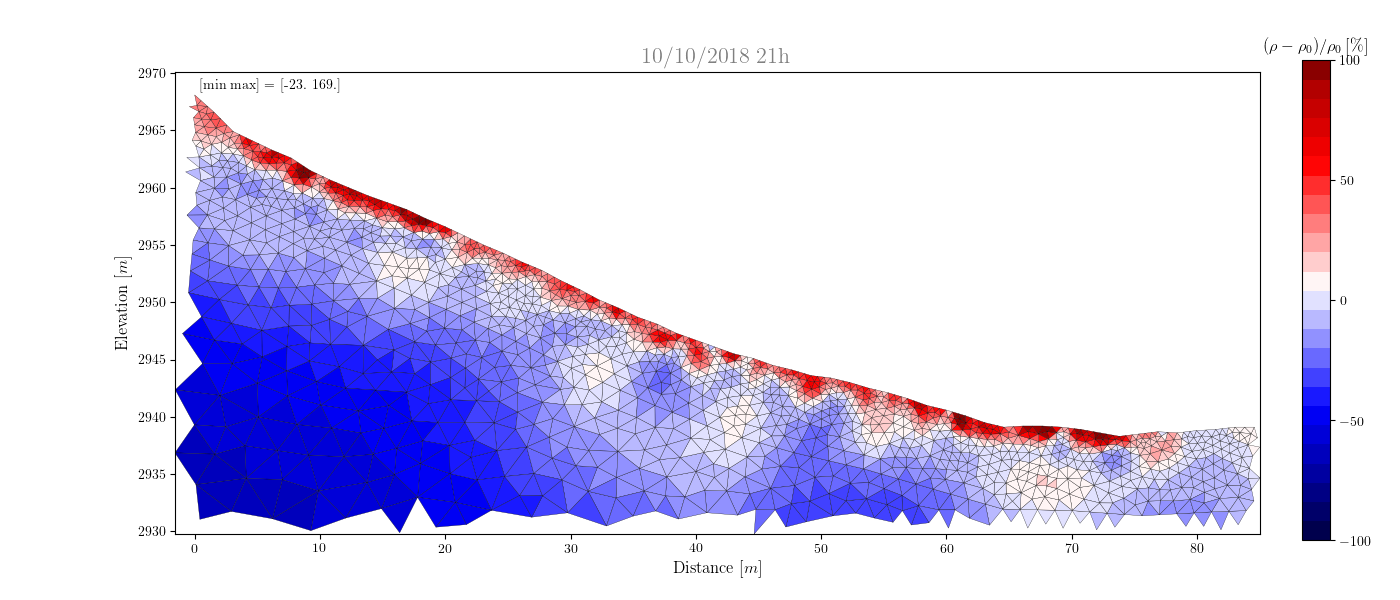 10/10/2018 21h
(ρ − ρ₀)/ρ₀ [%]
[min max] = [-23. 169.]
2970
2965
2960
2955
2950
2945
2940
2935
2930
Elevation [m]
0 10 20 30 40 50 60 70 80
Distance [m]
100
50
0
−50
−100